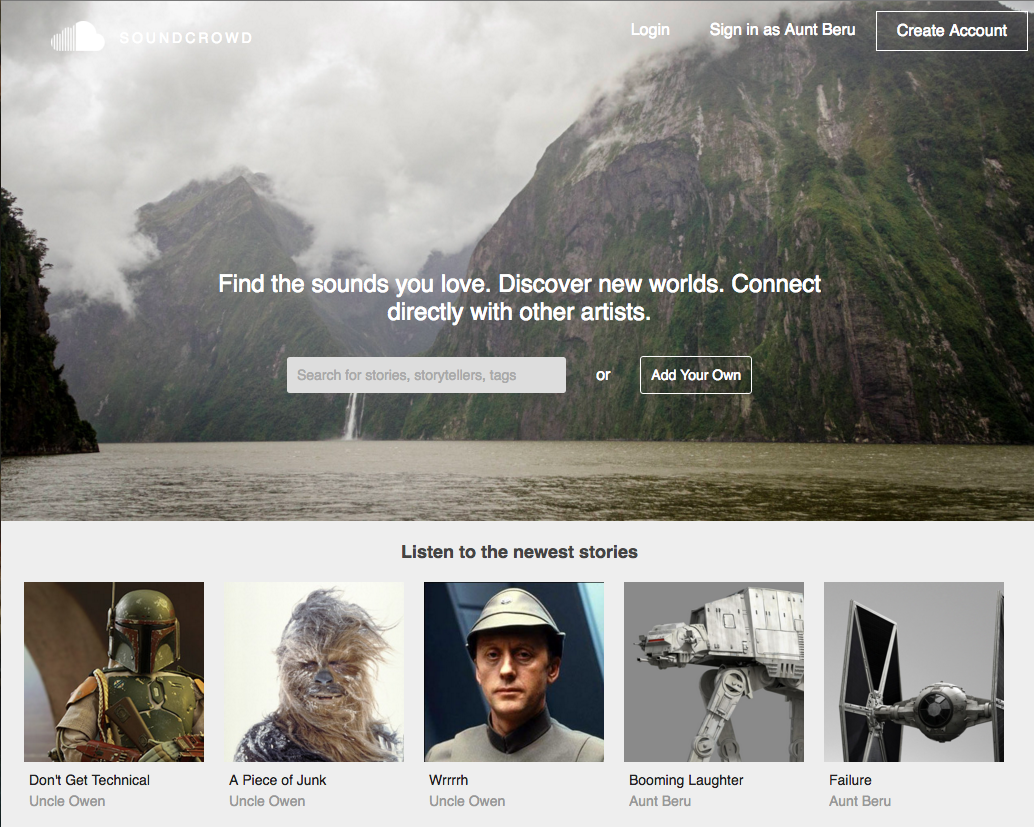 SOUNDCROWD
Login
Sign in as Aunt Beru
Create Account
Find the sounds you love. Discover new worlds. Connect
directly with other artists.
Search for stories, storytellers, tags
or
Add Your Own
Listen to the newest stories
Don't Get Technical
Uncle Owen
A Piece of Junk
Uncle Owen
Wrrrrh
Uncle Owen
Booming Laughter
Aunt Beru
Failure
Aunt Beru